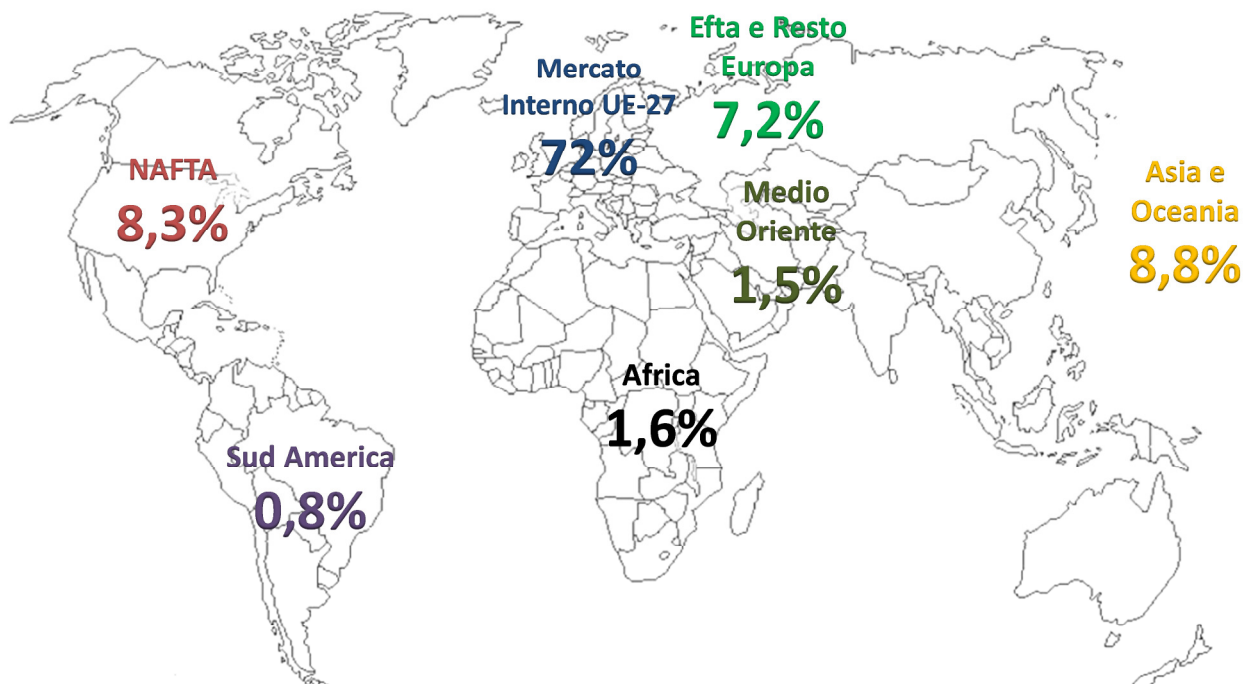 Efta e Resto
Europa
7,2%
Mercato
Interno UE-27
72%
NAFTA
8,3%
Medio
Oriente
1,5%
Asia e
Oceania
8,8%
Africa
1,6%
Sud America
0,8%